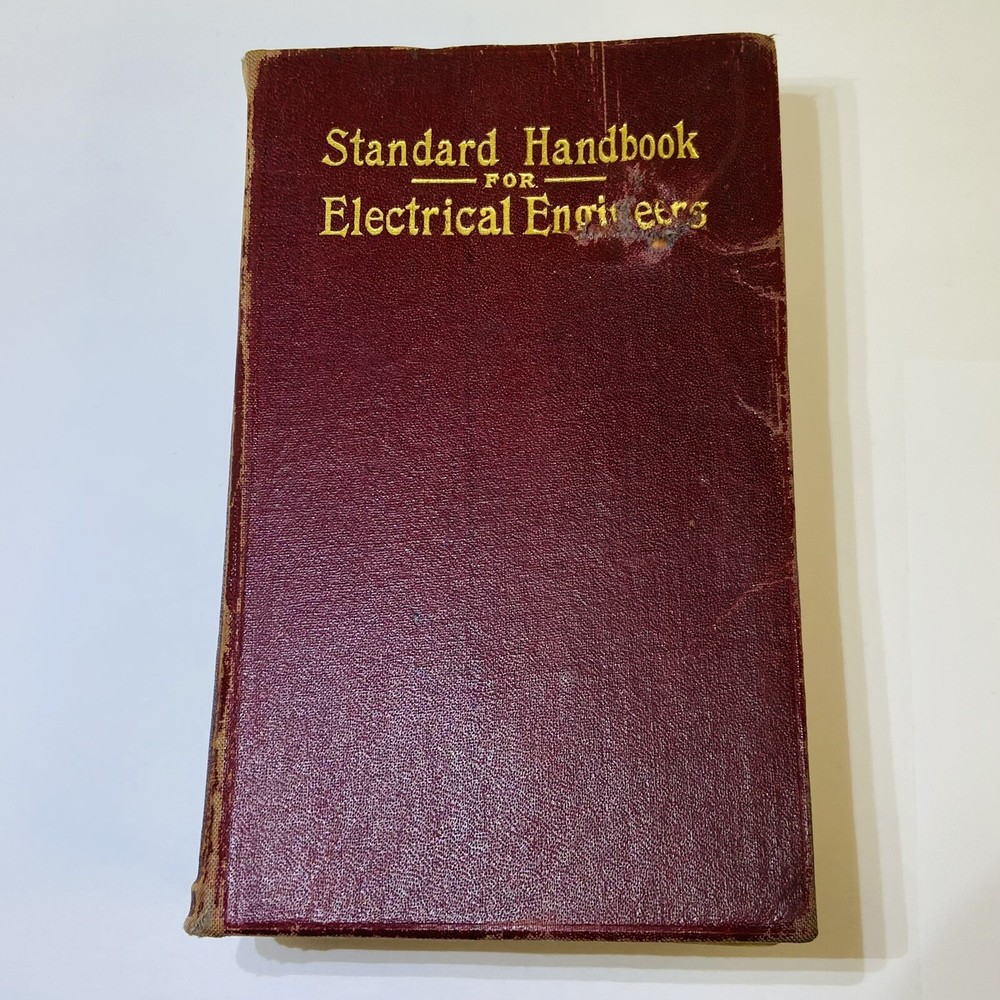 Standard Handbook
FOR
Electrical Engineers